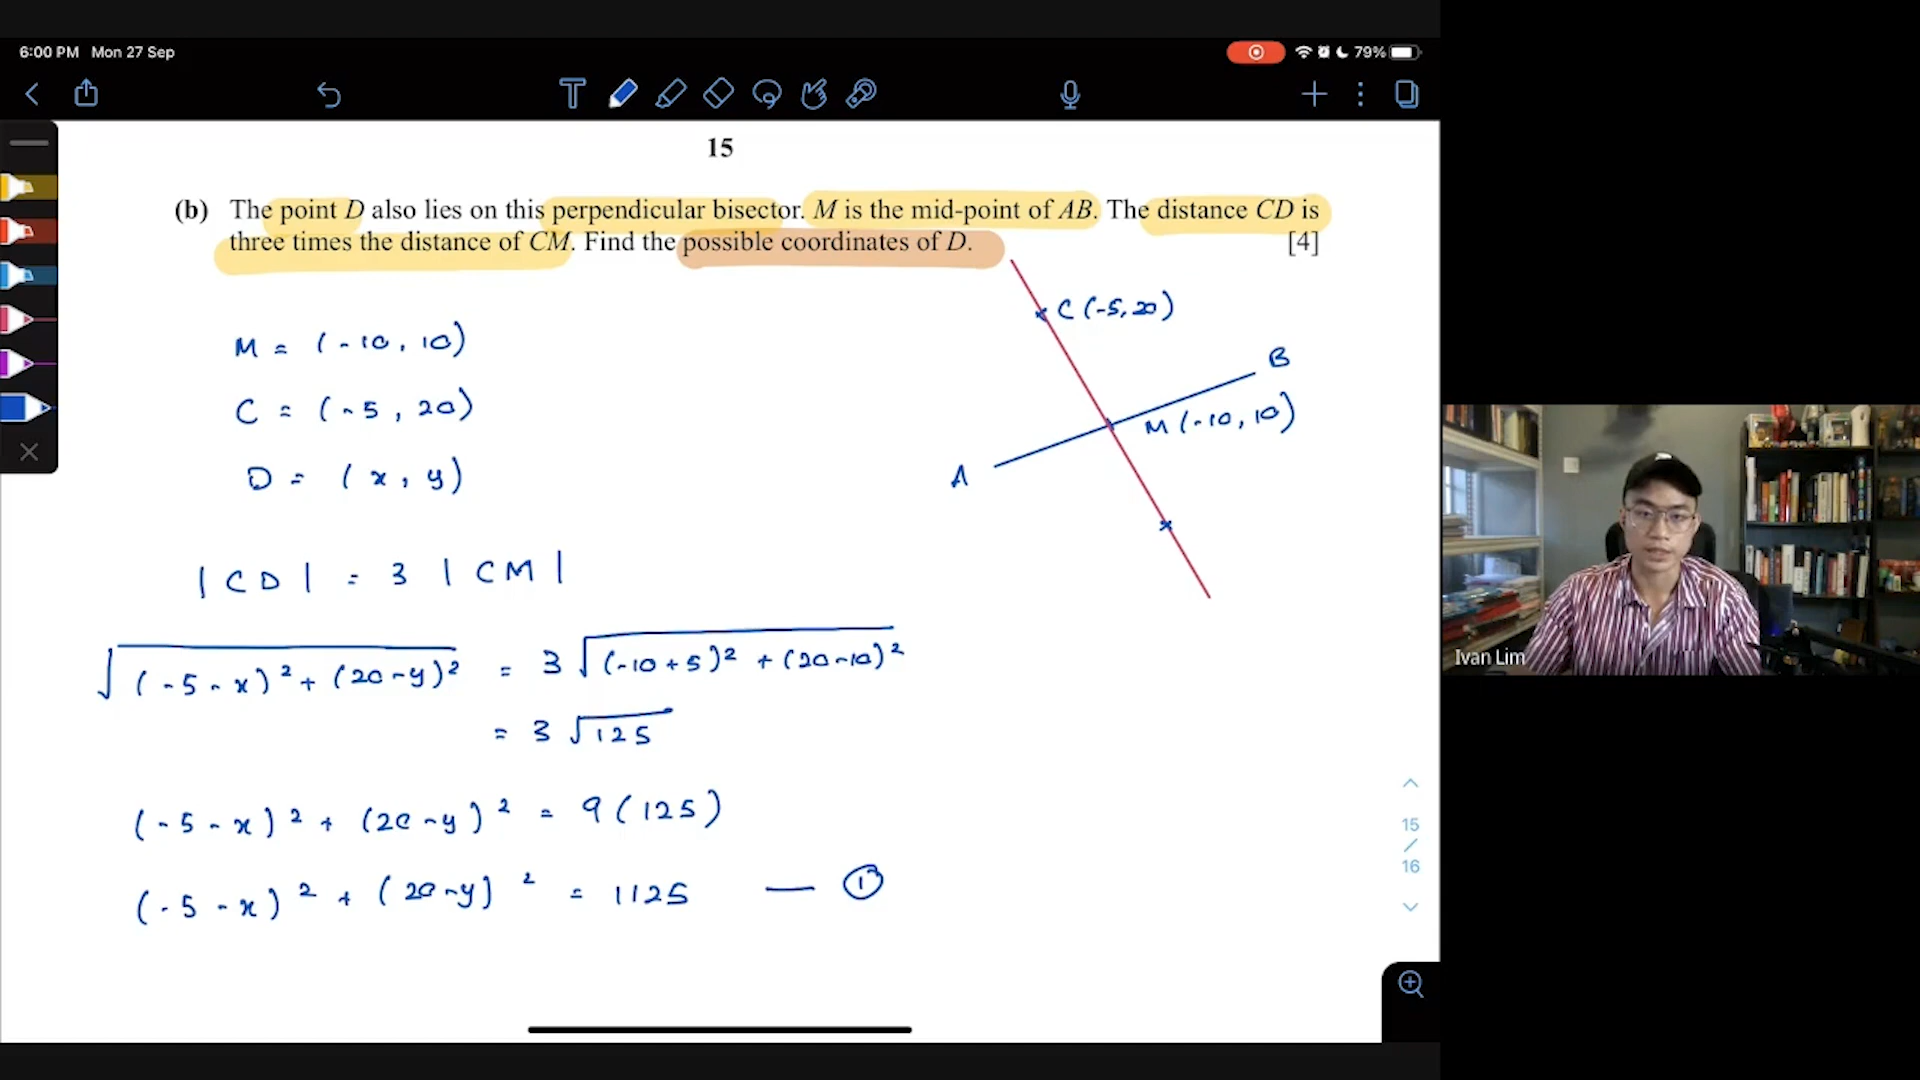 6:00 PM Mon 27 Sep
79%
15
(b) The point D also lies on this perpendicular bisector. M is the mid-point of AB. The distance CD is
three times the distance of CM. Find the possible coordinates of D. [4]
C (-5, 20)
B
M (-10, 10)
A
M = (-10, 10)
C = (-5, 20)
D = (x, y)
|CD| = 3 |CM|
√((-5-x)² + (20-y)²) = 3 √((-10+5)² + (20-10)²)
= 3 √125
(-5-x)² + (20-y)² = 9(125)
(-5-x)² + (20-y)² = 1125 — ①
15
/
16
Ivan Lim